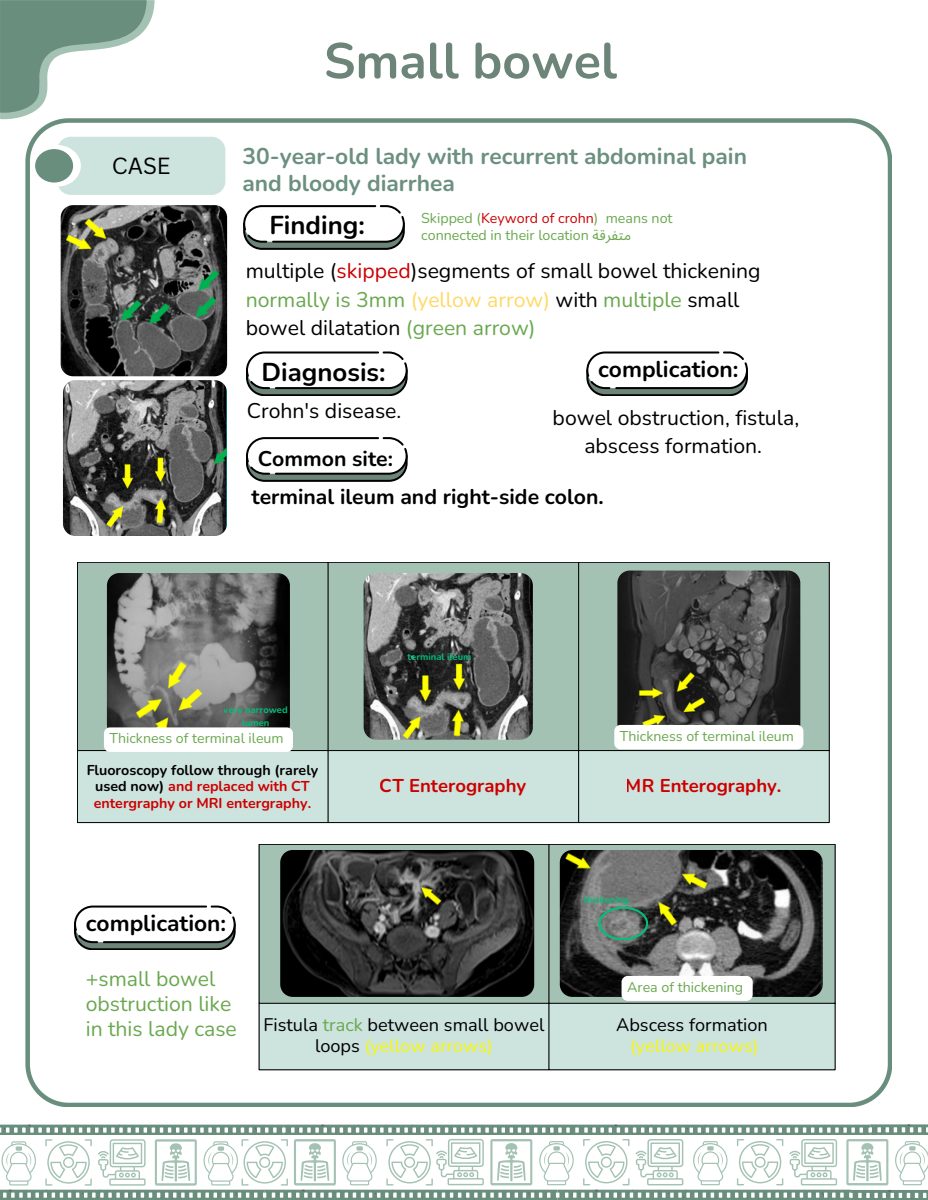 Small bowel
CASE
30-year-old lady with recurrent abdominal pain
and bloody diarrhea
Finding:
Skipped (Keyword of crohn) means not
connected in their location متفرقة
multiple (skipped)segments of small bowel thickening
normally is 3mm (yellow arrow) with multiple small
bowel dilatation (green arrow)
Diagnosis:
Crohn's disease.
complication:
bowel obstruction, fistula,
abscess formation.
Common site:
terminal ileum and right-side colon.
very narrowed
lumen
Thickness of terminal ileum
terminal ileum
Thickness of terminal ileum
Fluoroscopy follow through (rarely
used now) and replaced with CT
entergraphy or MRI entergraphy.
CT Enterography
MR Enterography.
complication:
+small bowel
obstruction like
in this lady case
Area of thickening
Fistula track between small bowel
loops (yellow arrows)
Abscess formation
(yellow arrows)